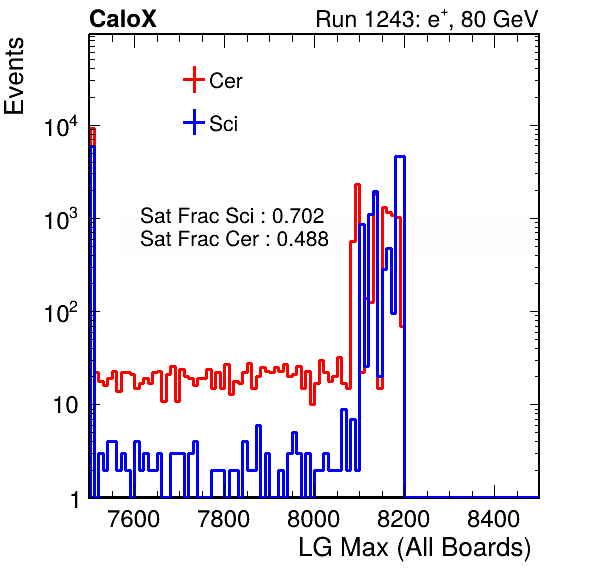 CaloX Run 1243: e⁺, 80 GeV
Events
Cer
Sci
Sat Frac Sci : 0.702
Sat Frac Cer : 0.488
10⁴
10³
10²
10
1
7600 7800 8000 8200 8400
LG Max (All Boards)